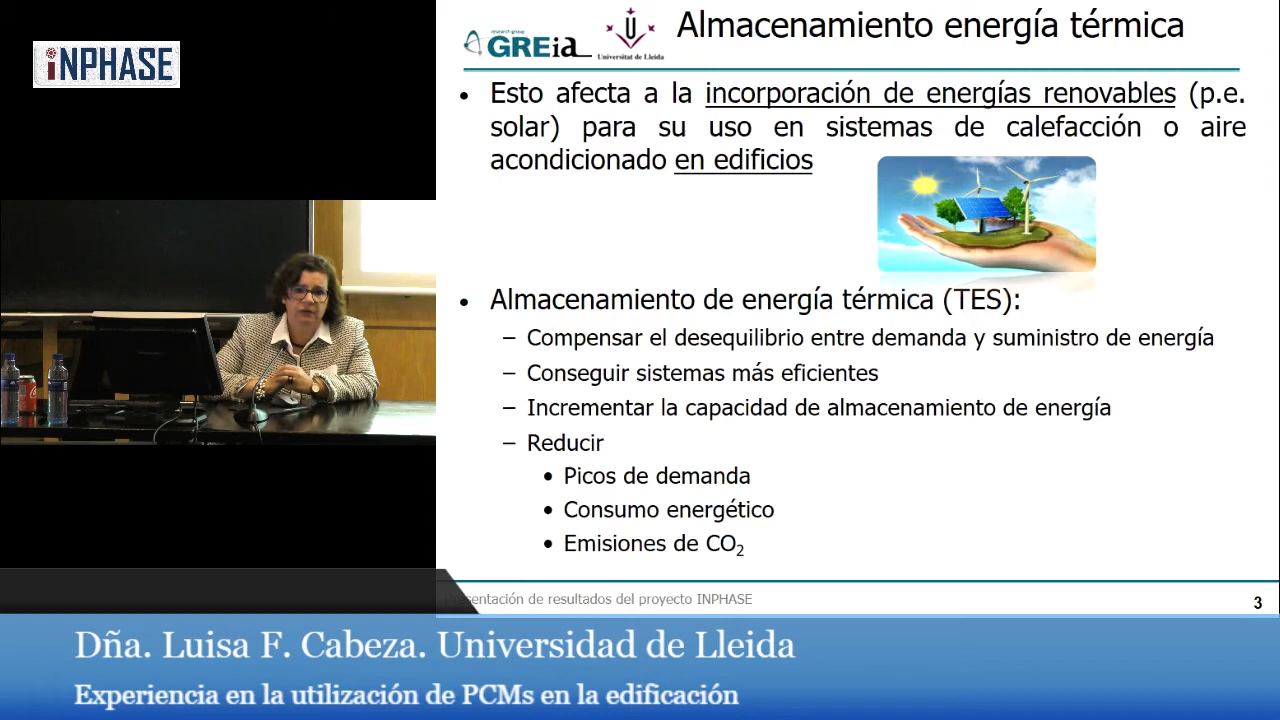 iNPHASE
research group
GREiA
Universitat de Lleida
Almacenamiento energía térmica
• Esto afecta a la incorporación de energías renovables (p.e.
solar) para su uso en sistemas de calefacción o aire
acondicionado en edificios
• Almacenamiento de energía térmica (TES):
– Compensar el desequilibrio entre demanda y suministro de energía
– Conseguir sistemas más eficientes
– Incrementar la capacidad de almacenamiento de energía
– Reducir
• Picos de demanda
• Consumo energético
• Emisiones de CO₂
Presentación de resultados del proyecto INPHASE
3
Dña. Luisa F. Cabeza. Universidad de Lleida
Experiencia en la utilización de PCMs en la edificación